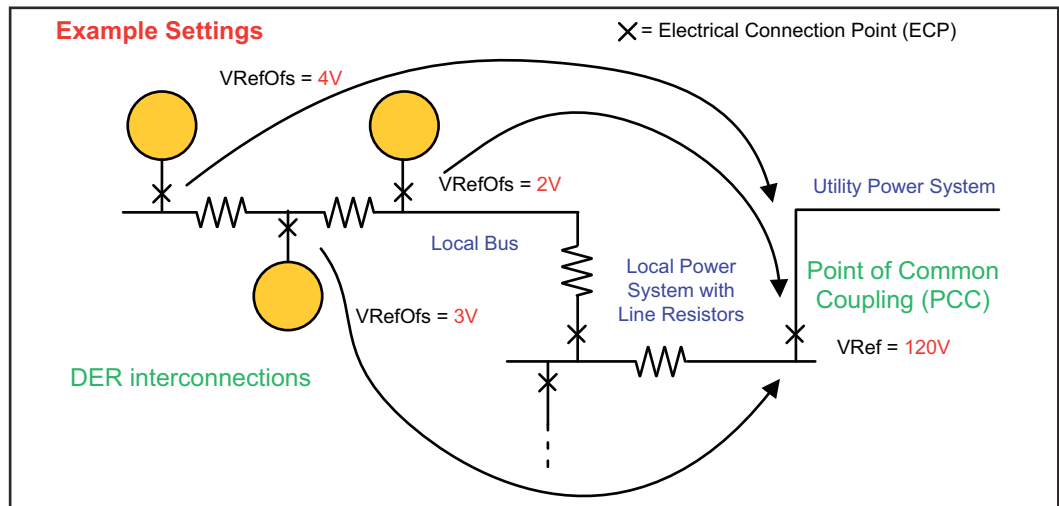 Example Settings
= Electrical Connection Point (ECP)
VRefOfs = 4V
VRefOfs = 2V
Utility Power System
Local Bus
Local Power
System with
Line Resistors
Point of Common
Coupling (PCC)
VRefOfs = 3V
VRef = 120V
DER interconnections